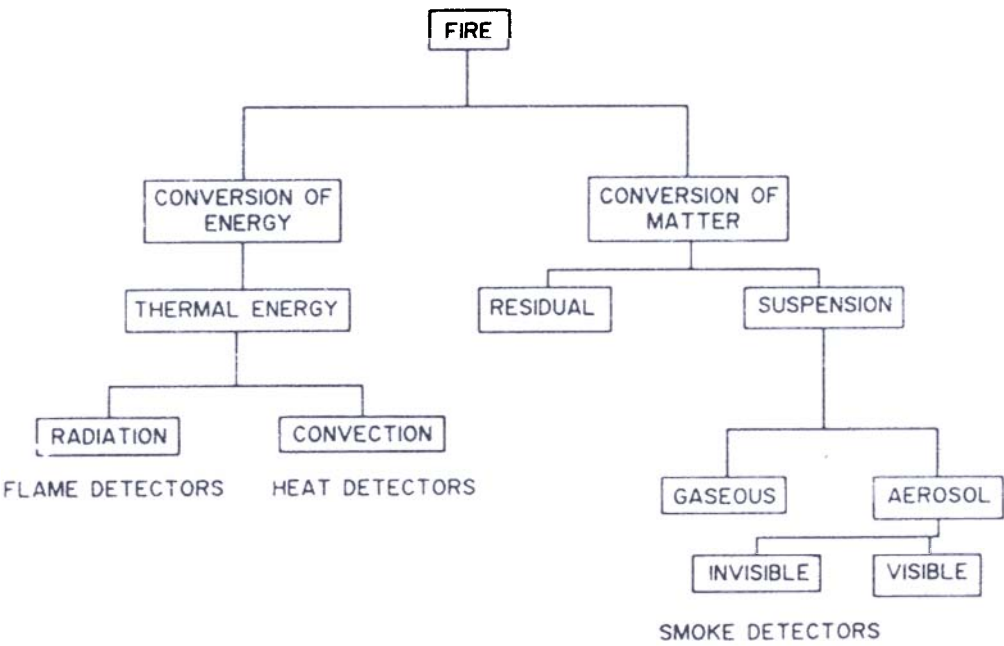 FIRE
CONVERSION OF
ENERGY
CONVERSION OF
MATTER
THERMAL ENERGY
RESIDUAL
SUSPENSION
RADIATION
CONVECTION
FLAME DETECTORS
HEAT DETECTORS
GASEOUS
AEROSOL
INVISIBLE
VISIBLE
SMOKE DETECTORS